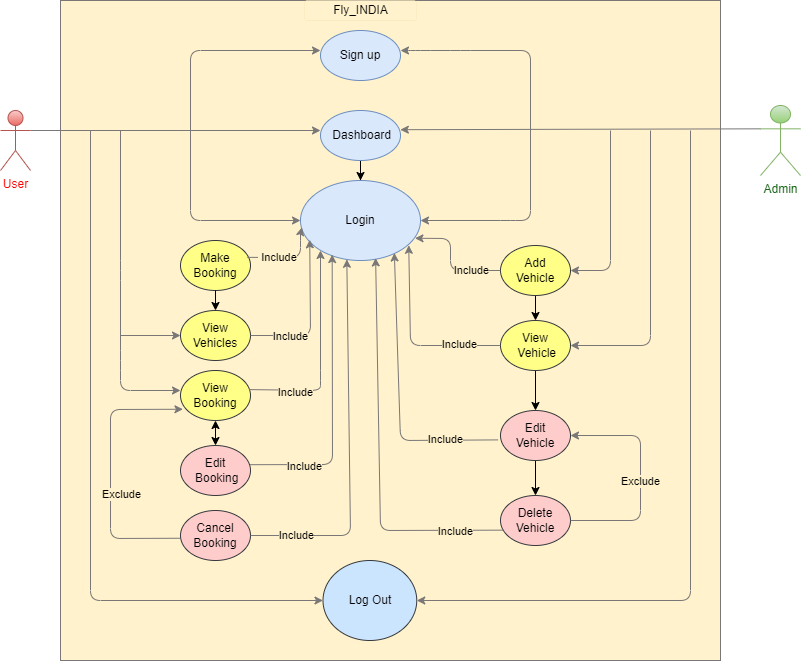 Fly_INDIA
Sign up
Dashboard
User
Admin
Login
Make
Booking
Include
Include
Add
Vehicle
View
Vehicles
Include
Include
View
Vehicle
View
Booking
Include
Include
Edit
Vehicle
Edit
Booking
Include
Exclude
Exclude
Cancel
Booking
Include
Include
Delete
Vehicle
Log Out